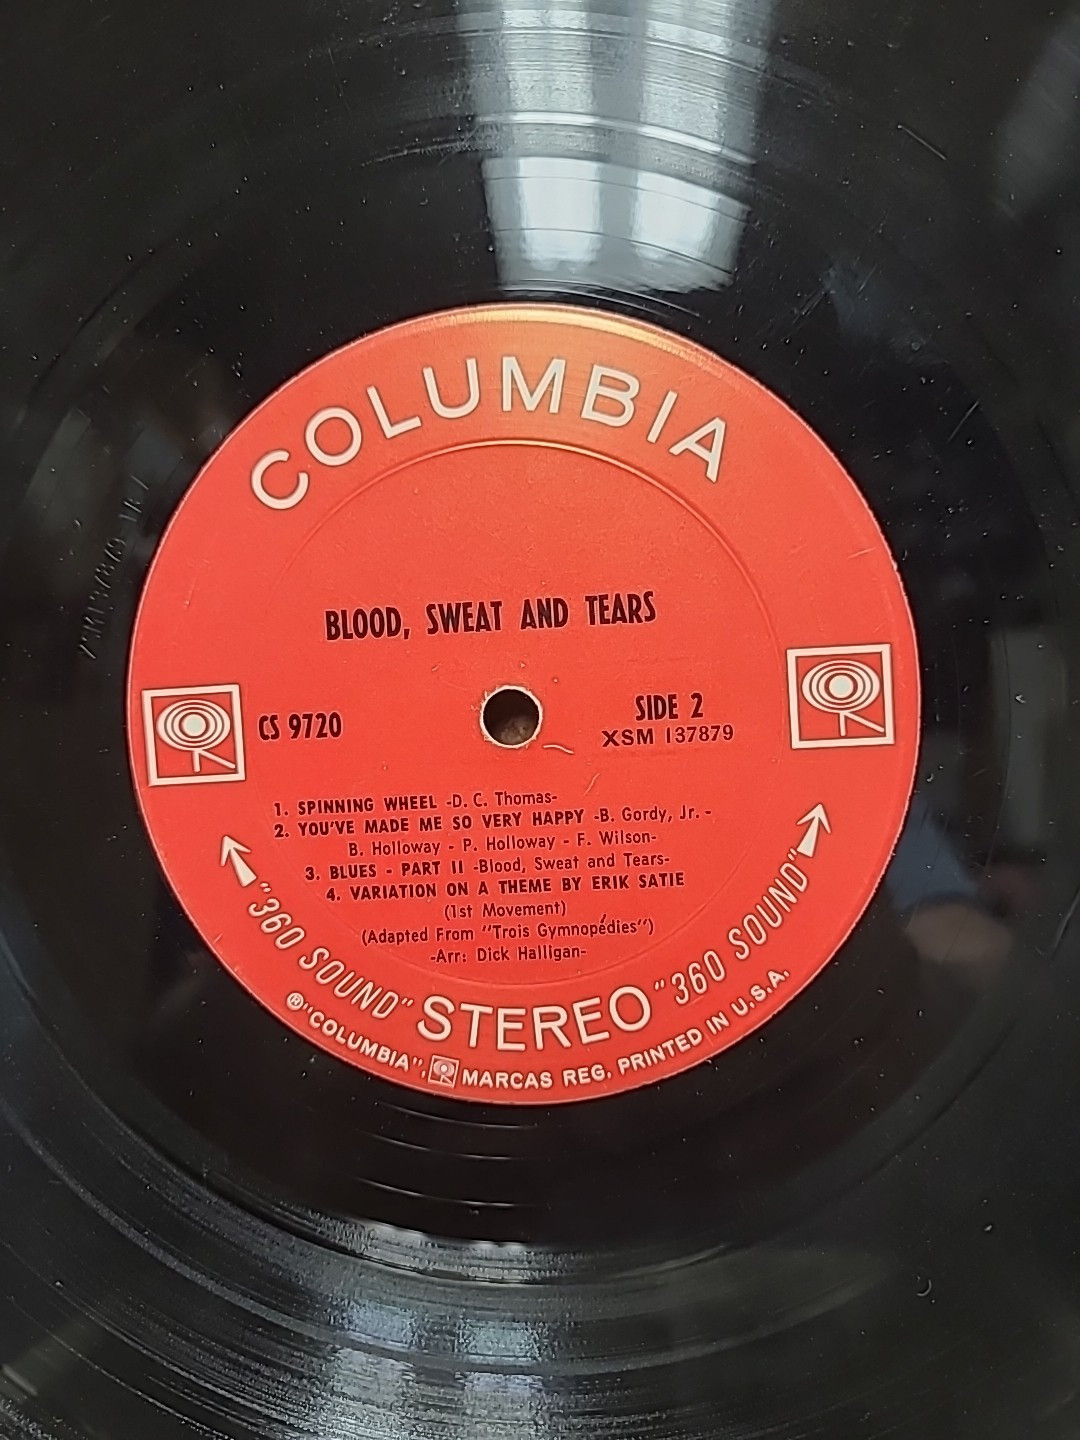 COLUMBIA
BLOOD, SWEAT AND TEARS
CS 9720
SIDE 2
XSM 137879
1. SPINNING WHEEL -D. C. Thomas-
2. YOU'VE MADE ME SO VERY HAPPY -B. Gordy, Jr. -
B. Holloway - P. Holloway - F. Wilson-
3. BLUES - PART II -Blood, Sweat and Tears-
4. VARIATION ON A THEME BY ERIK SATIE
(1st Movement)
(Adapted From "Trois Gymnopédies")
-Arr: Dick Halligan-
"360 SOUND" STEREO "360 SOUND"
® "COLUMBIA", MARCAS REG. PRINTED IN U.S.A.